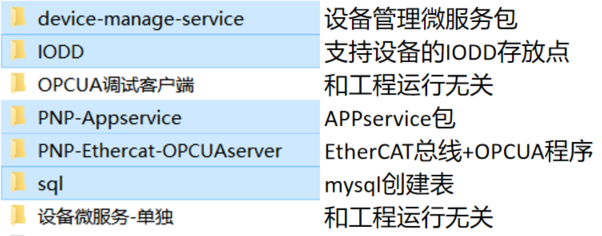 device-manage-service 设备管理微服务包
IODD 支持设备的IODD存放点
OPCUA调试客户端 和工程运行无关
PNP-Appservice APPservice包
PNP-Ethercat-OPCUAserver EtherCAT总线+OPCUA程序
sql mysql创建表
设备微服务-单独 和工程运行无关